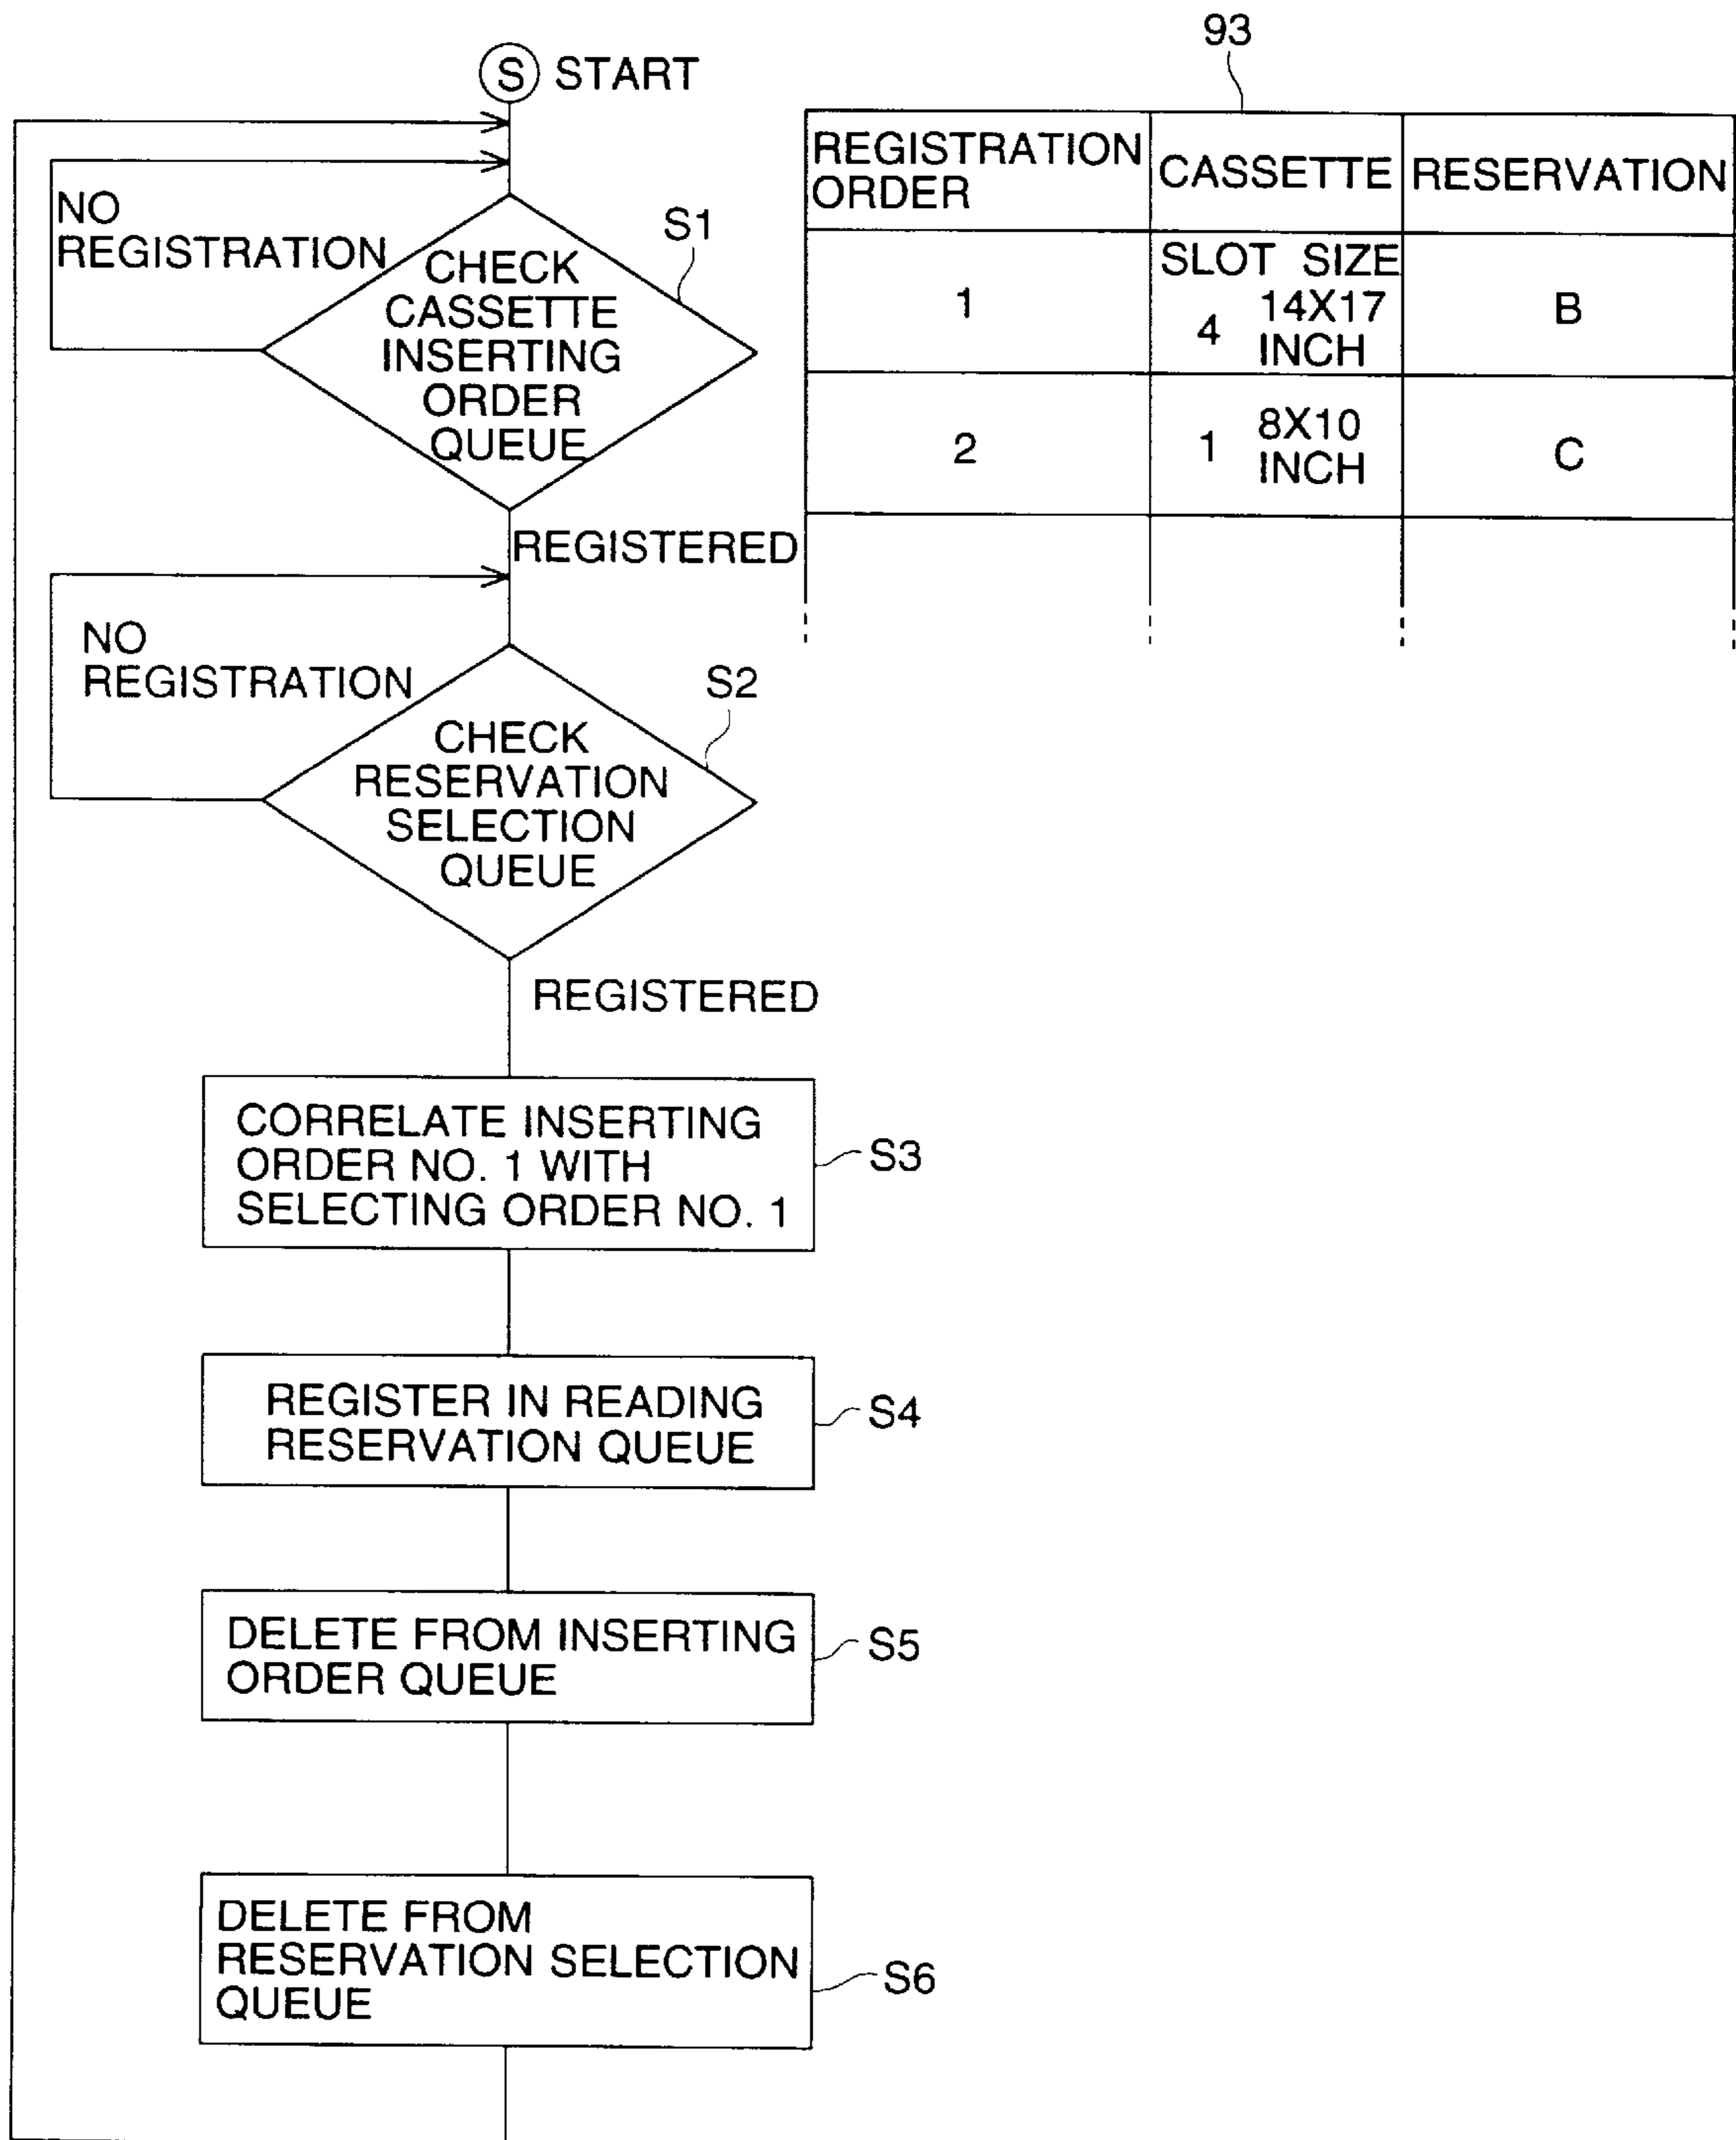 S START
NO
REGISTRATION
S1
CHECK
CASSETTE
INSERTING
ORDER
QUEUE
REGISTERED
NO
REGISTRATION
S2
CHECK
RESERVATION
SELECTION
QUEUE
REGISTERED
CORRELATE INSERTING
ORDER NO. 1 WITH
SELECTING ORDER NO. 1
S3
REGISTER IN READING
RESERVATION QUEUE
S4
DELETE FROM INSERTING
ORDER QUEUE
S5
DELETE FROM
RESERVATION SELECTION
QUEUE
S6
93
REGISTRATION
ORDER
CASSETTE
RESERVATION
1
SLOT SIZE
4
14X17
INCH
B
2
1
8X10
INCH
C